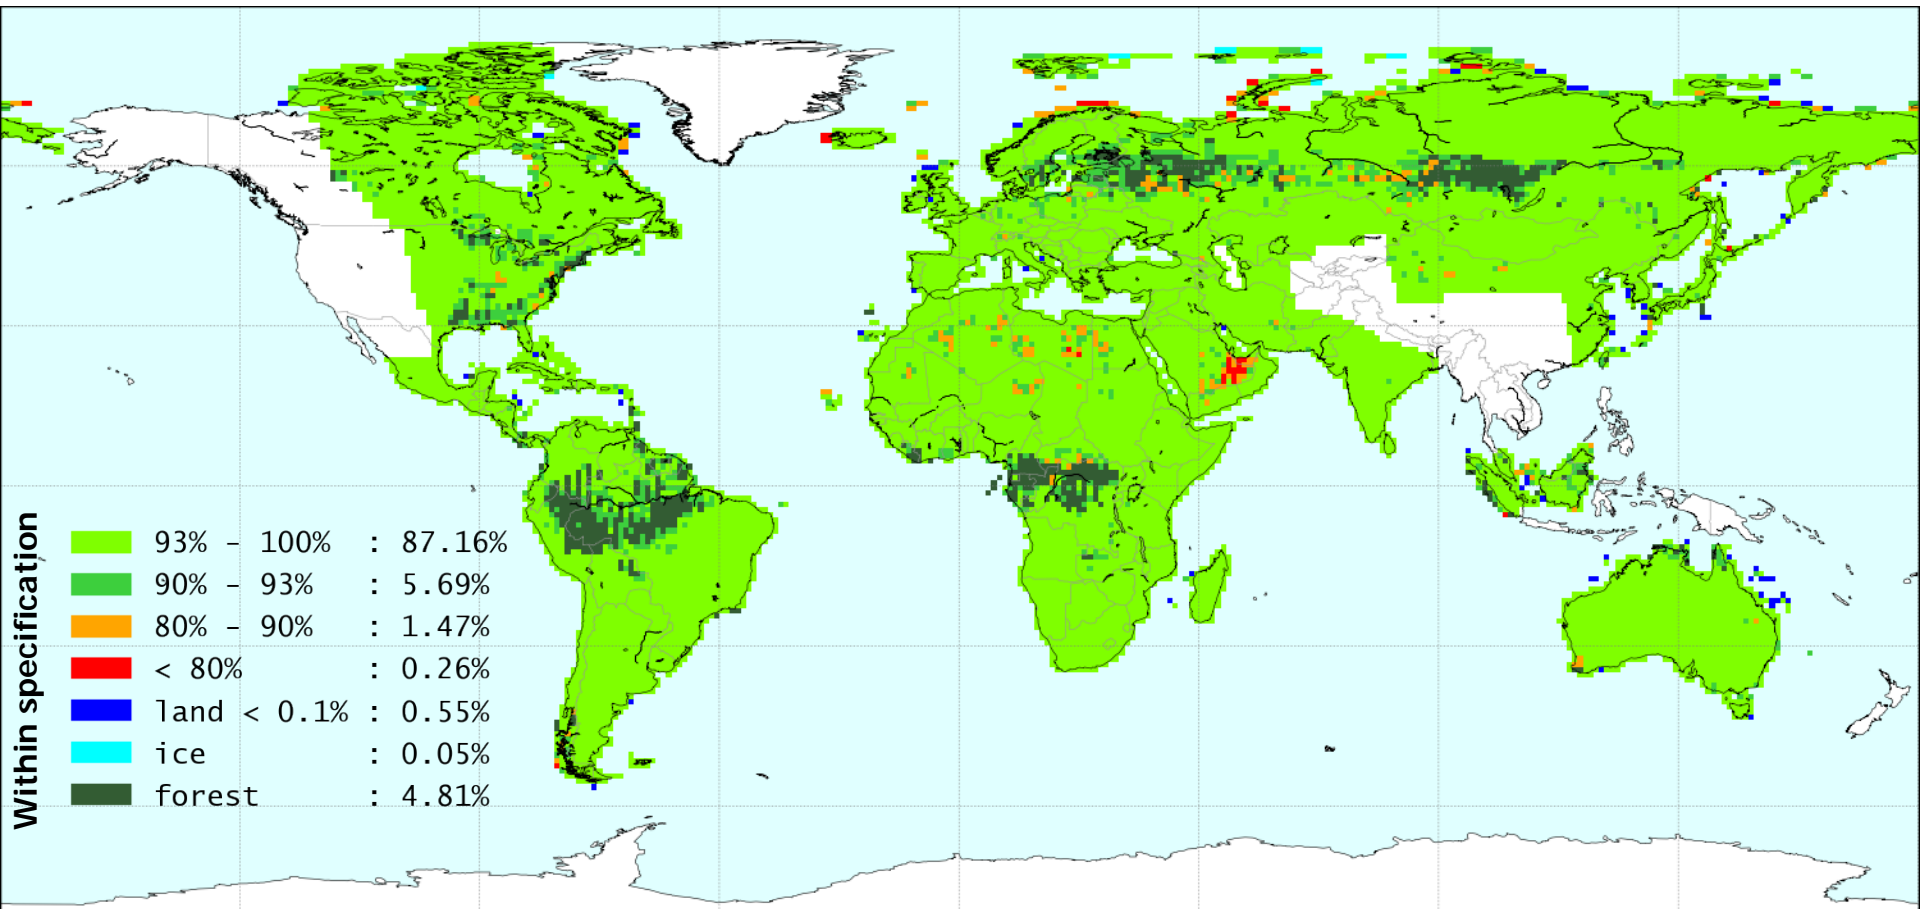 Within specification
93% - 100% : 87.16%
90% - 93% : 5.69%
80% - 90% : 1.47%
< 80% : 0.26%
land < 0.1% : 0.55%
ice : 0.05%
forest : 4.81%